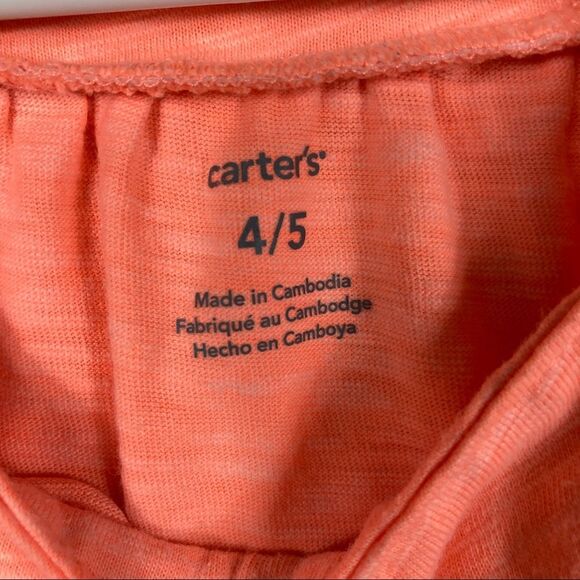 carter's
4/5
Made in Cambodia
Fabriqué au Cambodge
Hecho en Camboya